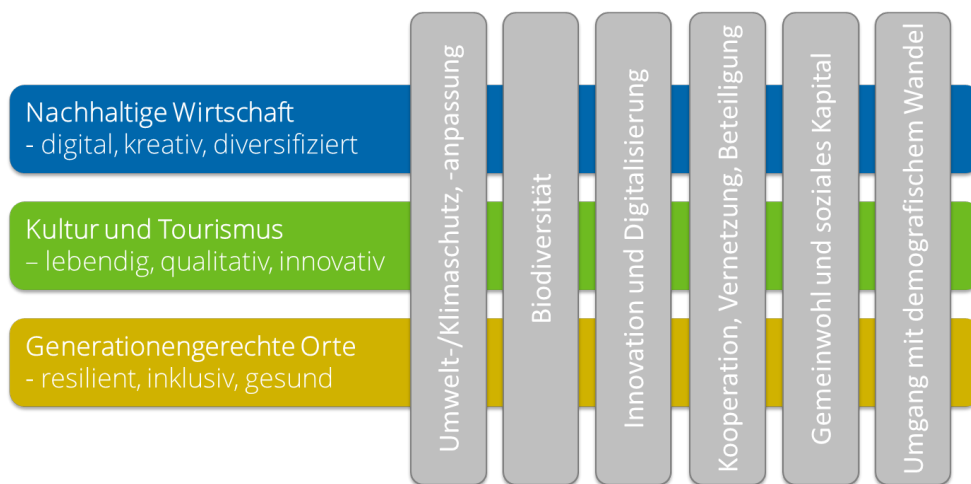 Nachhaltige Wirtschaft
- digital, kreativ, diversifiziert
Kultur und Tourismus
– lebendig, qualitativ, innovativ
Generationengerechte Orte
- resilient, inklusiv, gesund
Umwelt-/Klimaschutz, -anpassung
Biodiversität
Innovation und Digitalisierung
Kooperation, Vernetzung, Beteiligung
Gemeinwohl und soziales Kapital
Umgang mit demografischem Wandel